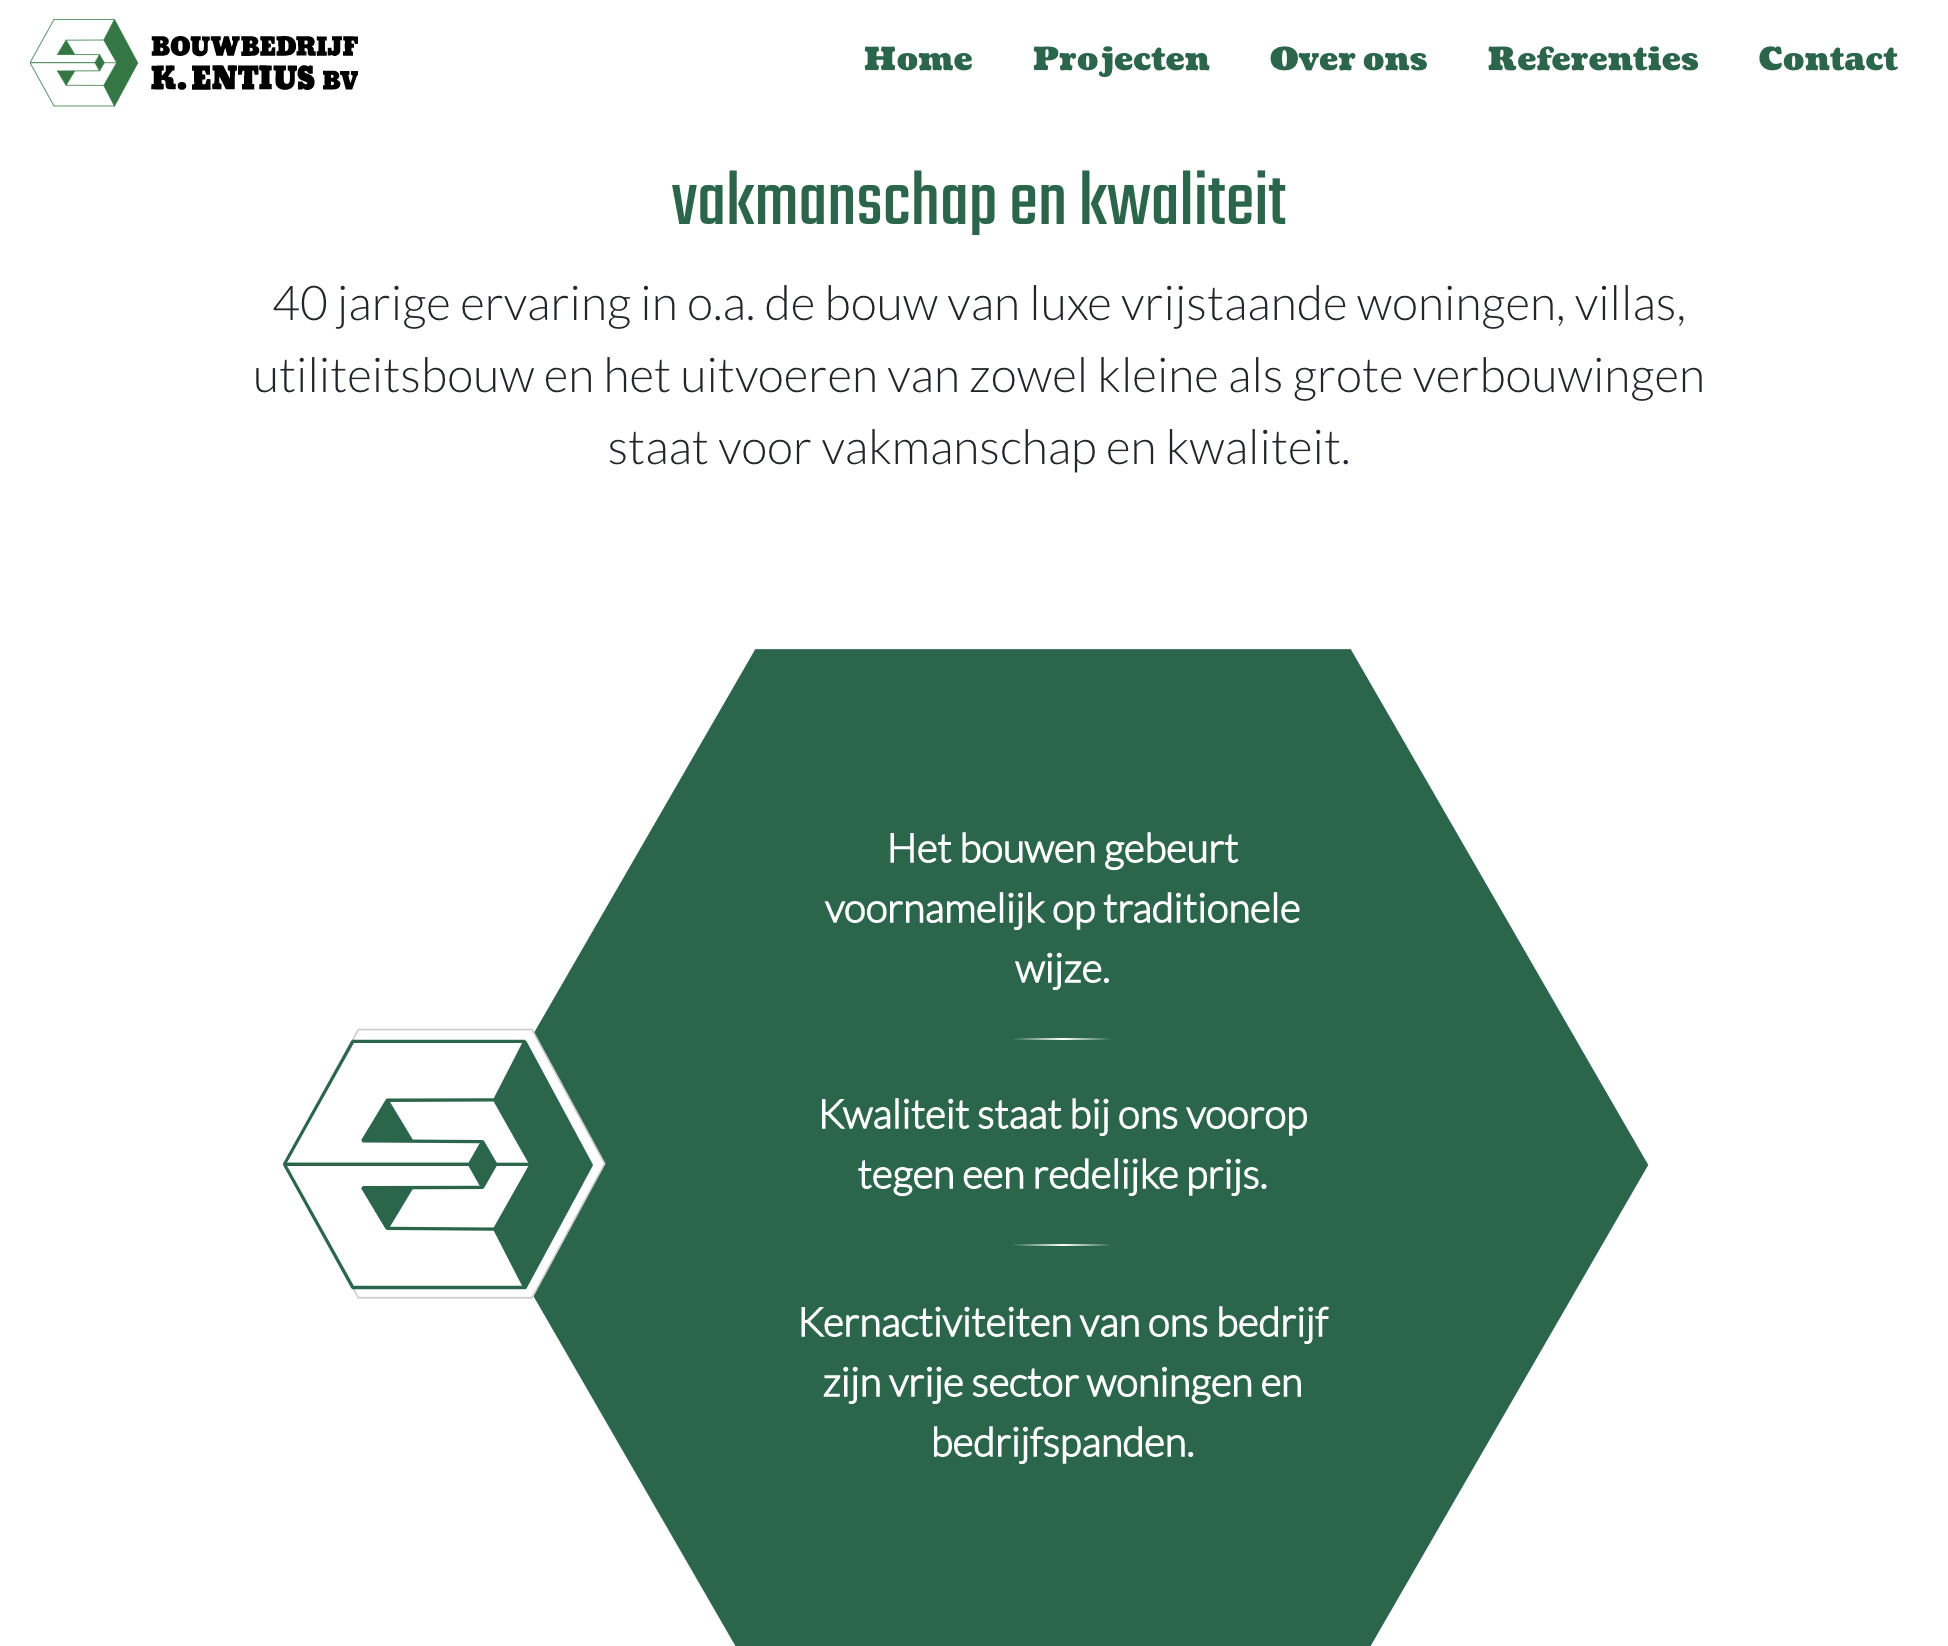 BOUWBEDRIJF
K. ENTIUS BV
Home Projecten Over ons Referenties Contact
vakmanschap en kwaliteit
40 jarige ervaring in o.a. de bouw van luxe vrijstaande woningen, villas,
utiliteitsbouw en het uitvoeren van zowel kleine als grote verbouwingen
staat voor vakmanschap en kwaliteit.
Het bouwen gebeurt
voornamelijk op traditionele
wijze.
Kwaliteit staat bij ons voorop
tegen een redelijke prijs.
Kernactiviteiten van ons bedrijf
zijn vrije sector woningen en
bedrijfspanden.